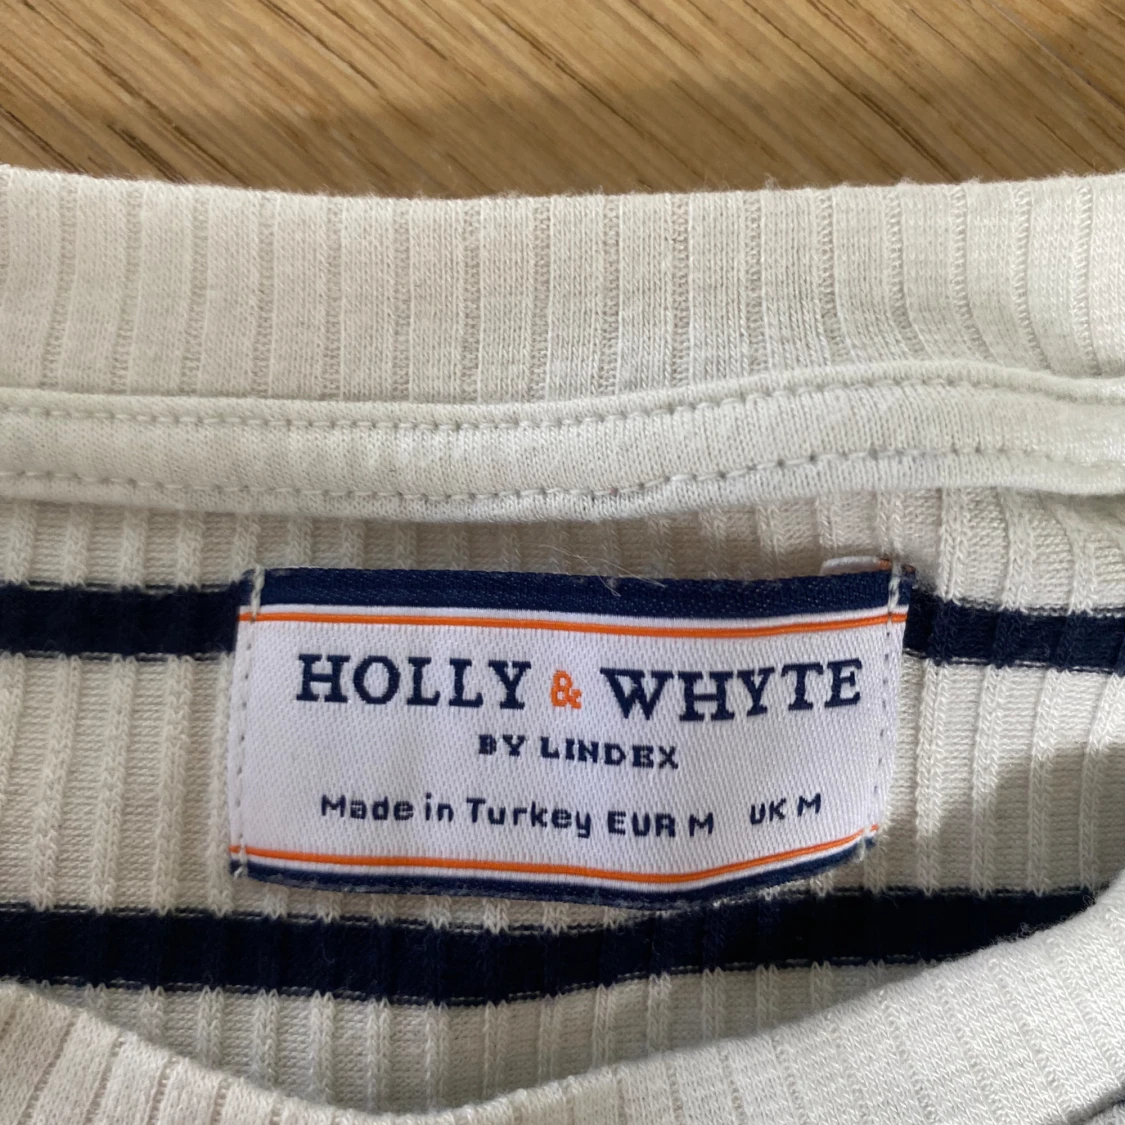 HOLLY & WHYTE
BY LINDEX
Made in Turkey EUR M UK M